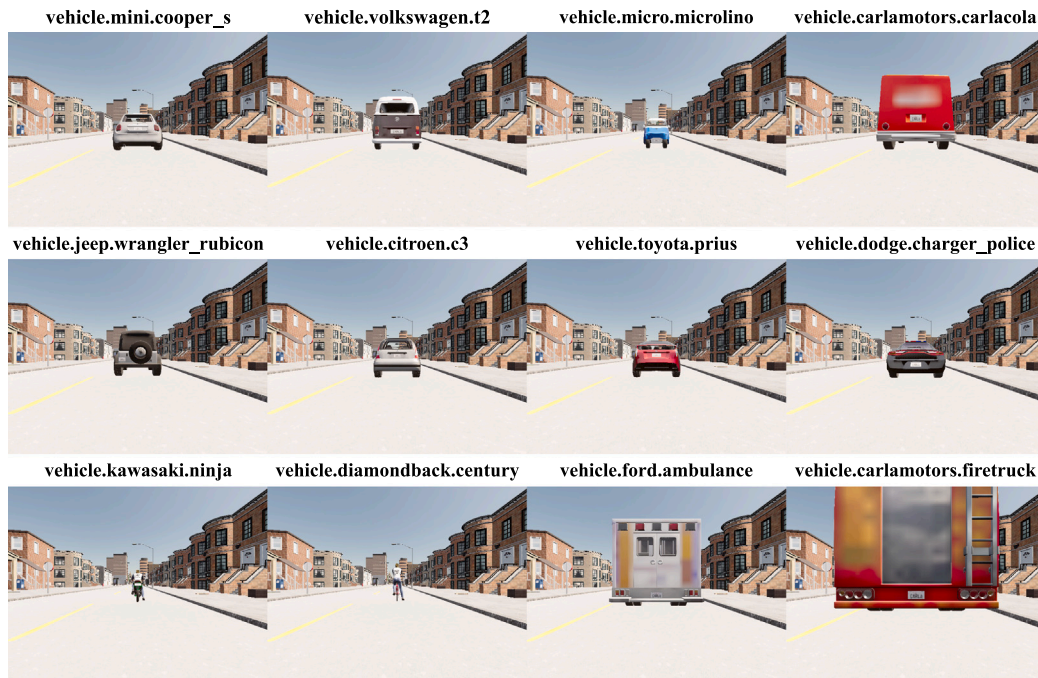 vehicle.mini.cooper_s
vehicle.volkswagen.t2
vehicle.micro.microlino
vehicle.carlamotors.carlacola
vehicle.jeep.wrangler_rubicon
vehicle.citroen.c3
vehicle.toyota.prius
vehicle.dodge.charger_police
vehicle.kawasaki.ninja
vehicle.diamondback.century
vehicle.ford.ambulance
vehicle.carlamotors.firetruck